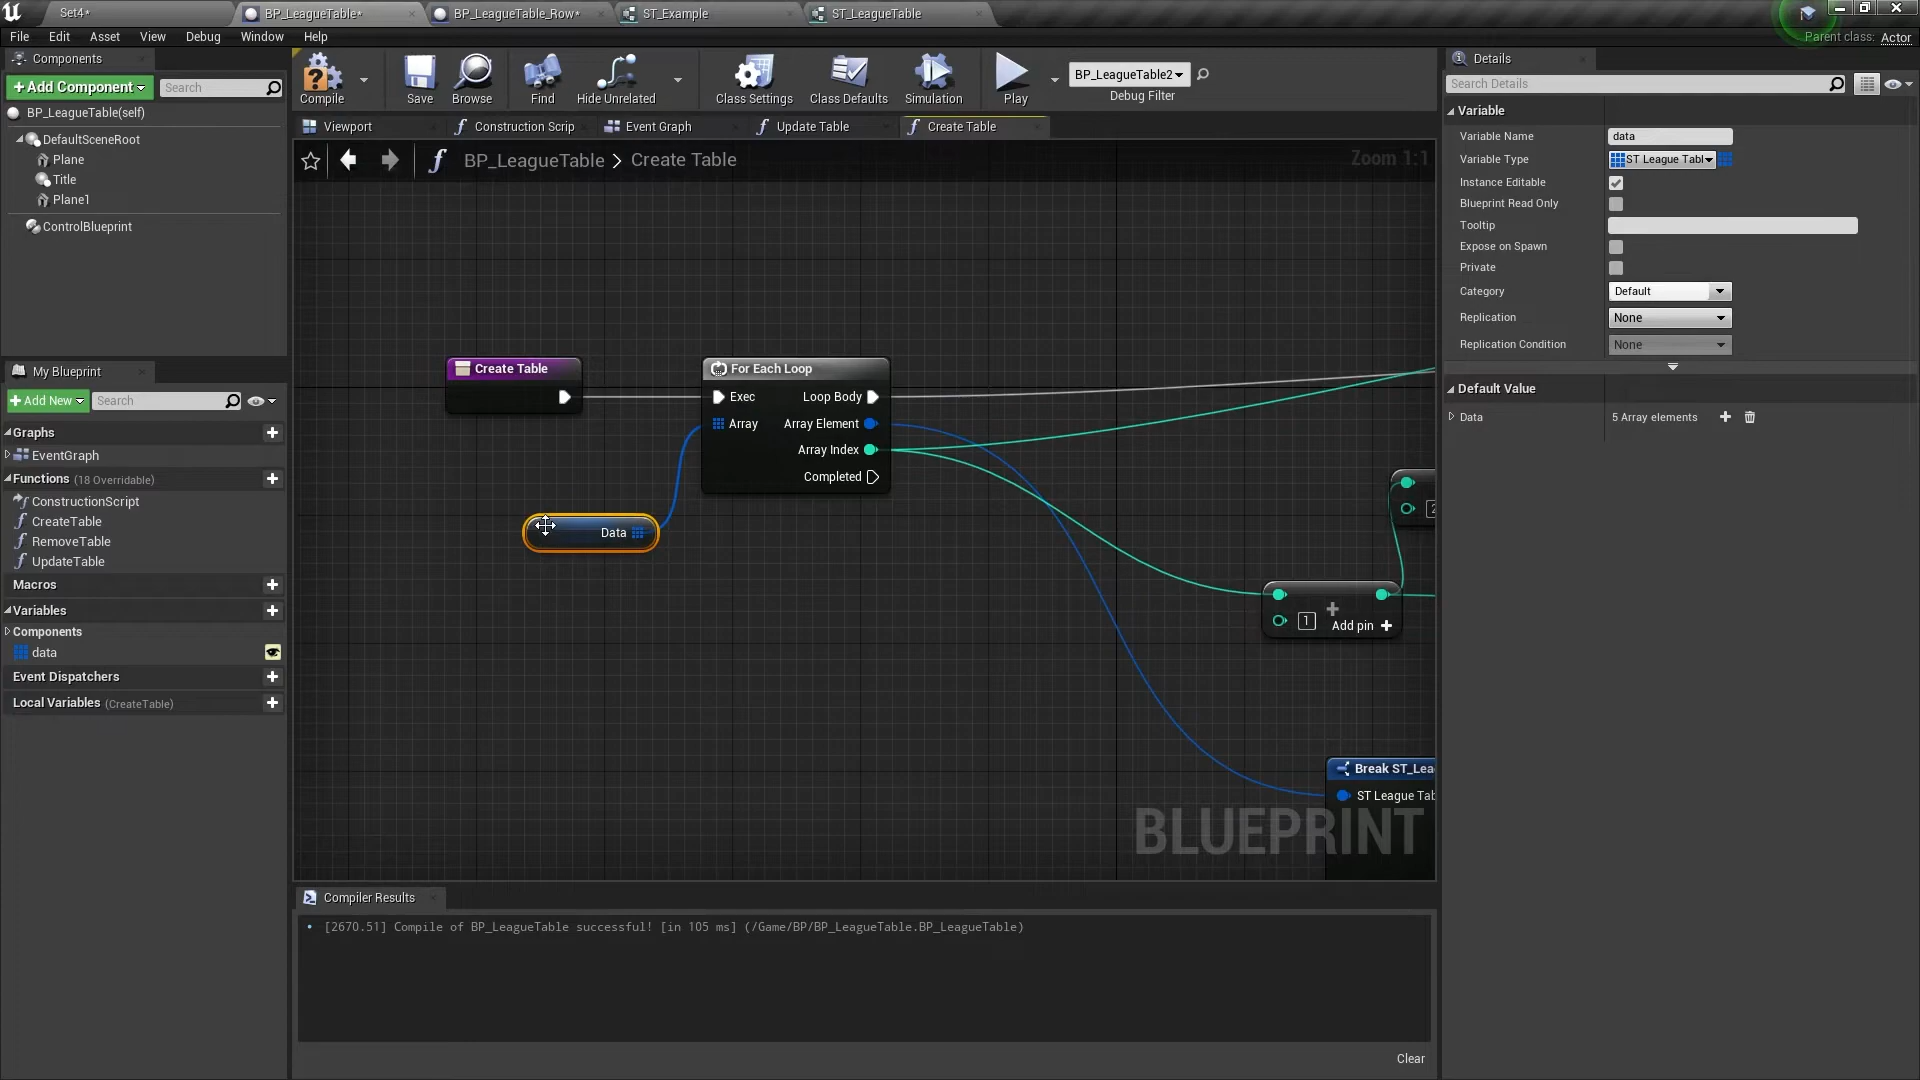 Set4*
BP_LeagueTable*
BP_LeagueTable_Row*
ST_Example
ST_LeagueTable
File Edit Asset View Debug Window Help
Parent class: Actor
Components
+Add Component
Search
BP_LeagueTable(self)
DefaultSceneRoot
Plane
Title
Plane1
ControlBlueprint
Compile
Save
Browse
Find
Hide Unrelated
Class Settings
Class Defaults
Simulation
Play
BP_LeagueTable2
Debug Filter
Viewport
Construction Scrip
Event Graph
Update Table
Create Table
BP_LeagueTable > Create Table
Zoom 1:1
My Blueprint
+Add New
Search
Graphs
EventGraph
Functions (18 Overridable)
ConstructionScript
CreateTable
RemoveTable
UpdateTable
Macros
Variables
Components
data
Event Dispatchers
Local Variables (CreateTable)
Create Table
For Each Loop
Exec
Loop Body
Array
Array Element
Array Index
Completed
Data
2
1
Add pin +
Break ST_Lea
ST League Tab
BLUEPRINT
Compiler Results
• [2670.51] Compile of BP_LeagueTable successful! [in 105 ms] (/Game/BP/BP_LeagueTable.BP_LeagueTable)
Clear
Details
Search Details
Variable
Variable Name
data
Variable Type
ST League Tabl
Instance Editable
Blueprint Read Only
Tooltip
Expose on Spawn
Private
Category
Default
Replication
None
Replication Condition
None
Default Value
Data
5 Array elements